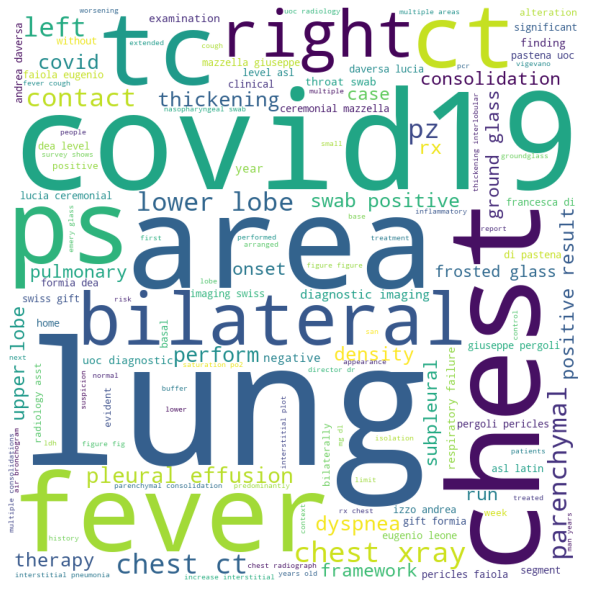 worsening
uoc radiology
multiple areas
examination
alteration
left
tc
right
ct
extended
cough
without
mazzella giuseppe
significant
andrea daversa
covid
faiola eugenio
level asl
daversa lucia
finding
pastena uoc
vigevano
fever cough
thickening
throat swab
pcr
clinical
multiple
consolidation
contact
nasopharyngeal swab
case
ceremonial mazzella
people
dea level
survey shows
positive
covid19
year
small
pz
rx
ground glass
thickening interlobular
groundglass
lucia ceremonial
lower lobe
swab positive
francesca di
ps
area
emery glass
first
performed
arranged
base
treatment
inflammatory
report
pulmonary
onset
lobe
figure figure
di pastena
formia dea
imaging swiss
diagnostic imaging
frosted glass
positive result
swiss gift
bilateral
chest
home
risk
basal
control
upper lobe
next
uoc diagnostic
perform
negative
san
density
giuseppe pergoli
suspicion
normal
saturation po2
appearance
director dr
subpleural
respiratory failure
radiology asst
evident
lower
buffer
lung
pergoli pericles
parenchymal
ldh
figure fig
interstitial plot
bilaterally
mg dl
isolation
patients
multiple consolidations
air bronchogram
parenchymal consolidation
predominantly
limit
asl latin
treated
pleural effusion
rx chest
izzo andrea
run
fever
dyspnea
gift formia
week
man years
history
context
eugenio leone
therapy
chest ct
chest radiograph
chest xray
framework
interstitial pneumonia
increase interstitial
years old
pericles faiola
segment